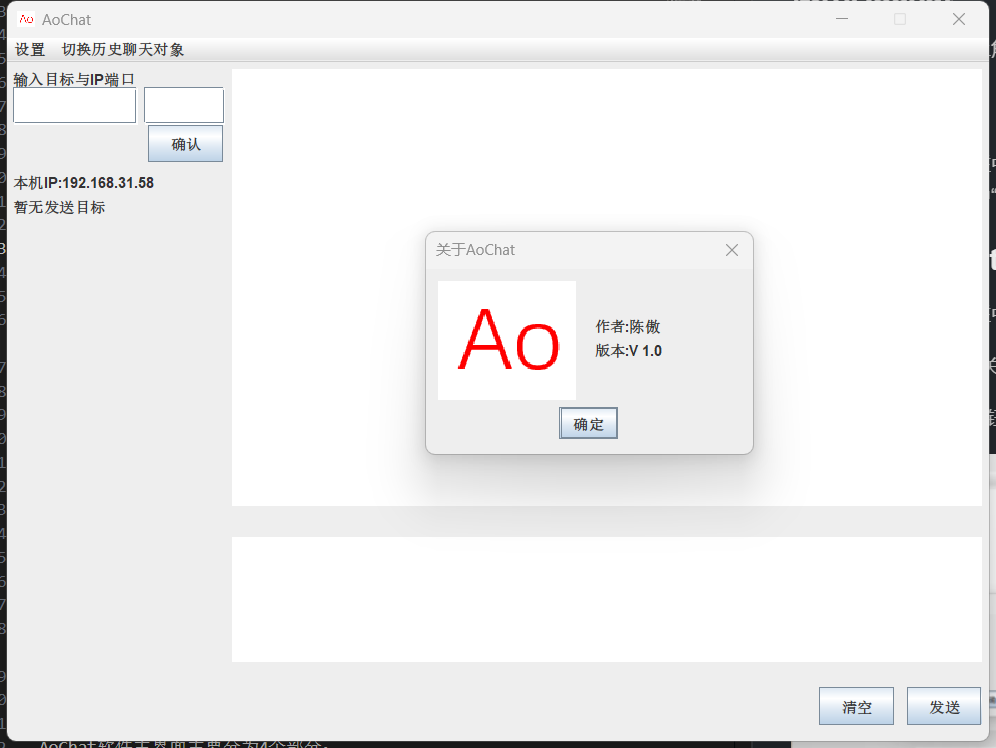 AoChat
设置 切换历史聊天对象
输入目标与IP端口
确认
本机IP:192.168.31.58
暂无发送目标
关于AoChat
Ao
作者:陈傲
版本:V 1.0
确定
清空 发送